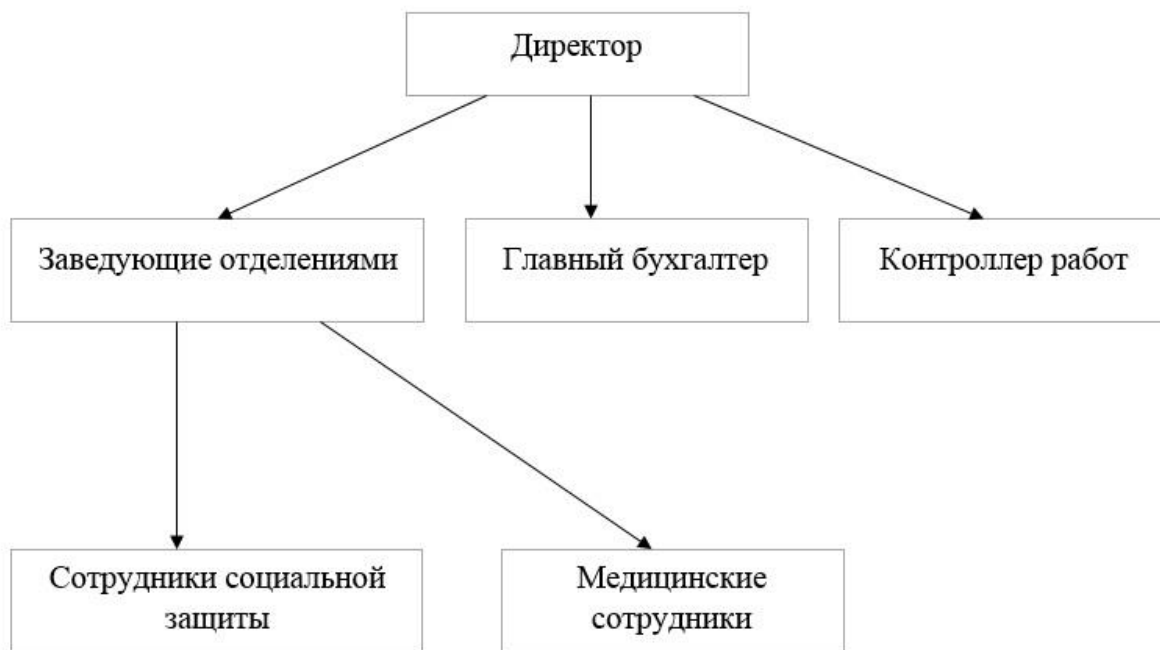 Директор
Заведующие отделениями
Главный бухгалтер
Контроллер работ
Сотрудники социальной
защиты
Медицинские
сотрудники